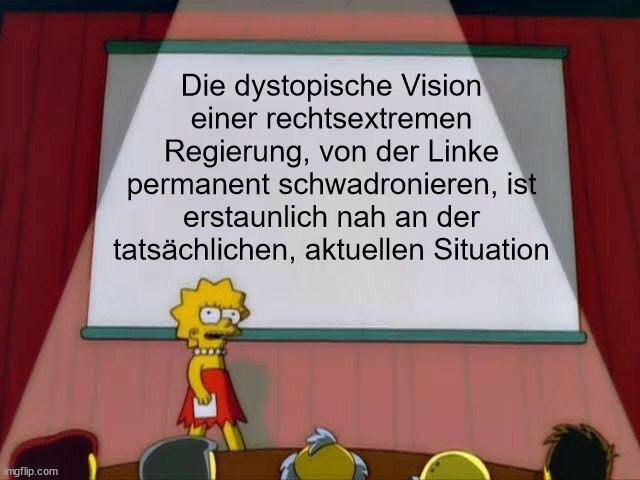 Die dystopische Vision
einer rechtsextremen
Regierung, von der Linke
permanent schwadronieren, ist
erstaunlich nah an der
tatsächlichen, aktuellen Situation
imgflip.com